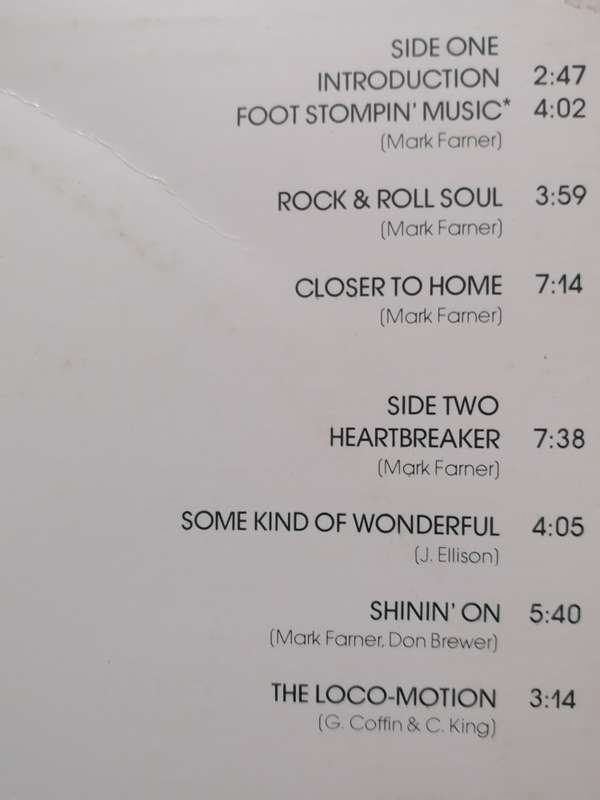 SIDE ONE
INTRODUCTION 2:47
FOOT STOMPIN' MUSIC* 4:02
(Mark Farner)
ROCK & ROLL SOUL 3:59
(Mark Farner)
CLOSER TO HOME 7:14
(Mark Farner)
SIDE TWO
HEARTBREAKER 7:38
(Mark Farner)
SOME KIND OF WONDERFUL 4:05
(J. Ellison)
SHININ' ON 5:40
(Mark Farner, Don Brewer)
THE LOCO-MOTION 3:14
(G. Coffin & C. King)